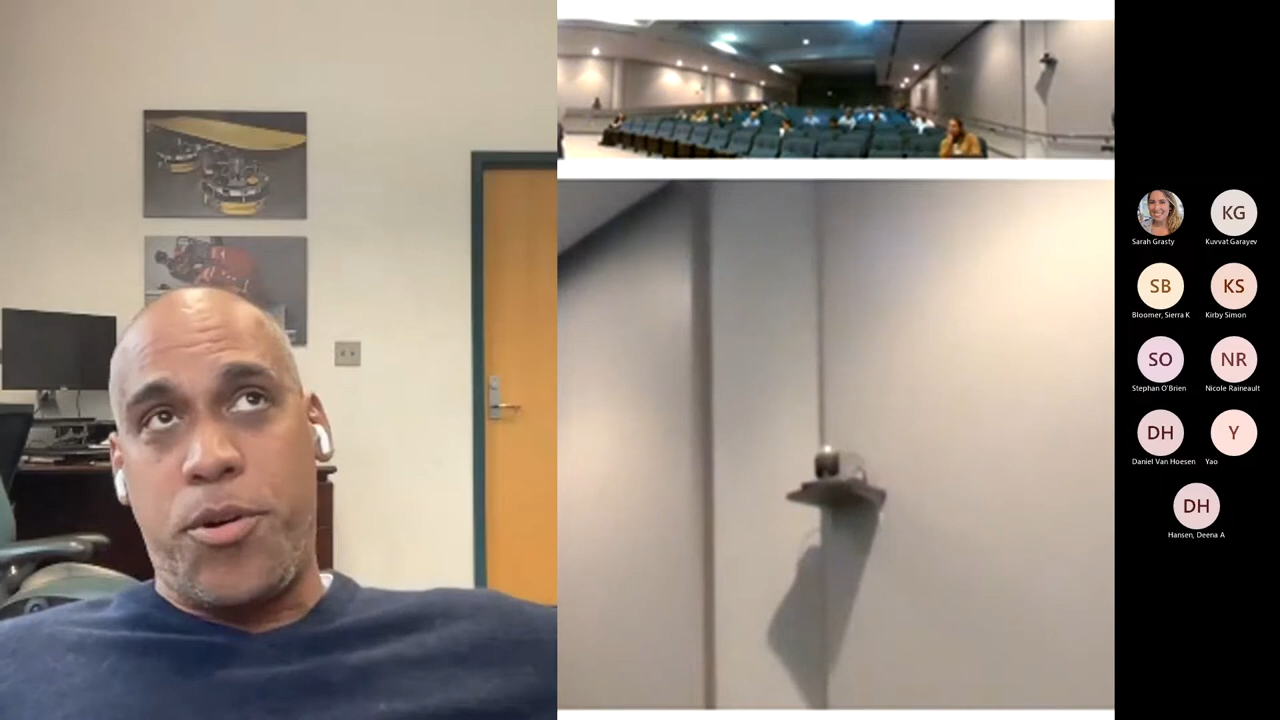 Sarah Grasty
KG
Kuvvat Garayev
SB
Bloomer, Sierra K
KS
Kirby Simon
SO
Stephan O'Brien
NR
Nicole Raineault
DH
Daniel Van Hoesen
Y
Yao
DH
Hansen, Deena A